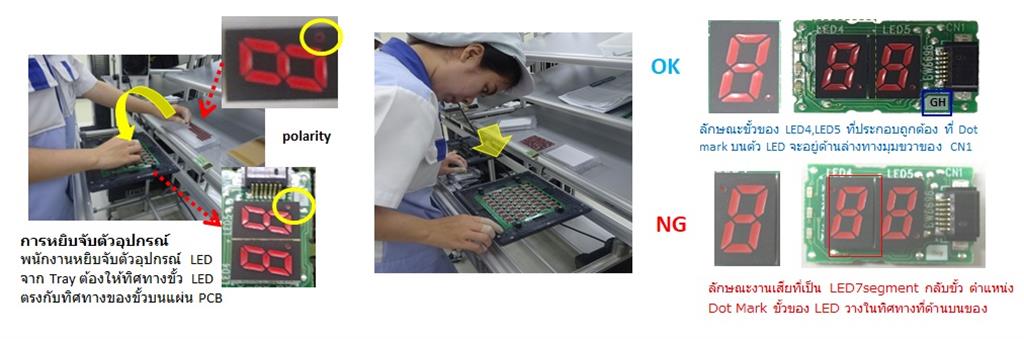 polarity
การหยิบจับตัวอุปกรณ์
พนักงานหยิบจับตัวอุปกรณ์ LED
จาก Tray ต้องให้ทิศทางขั้ว LED
ตรงกับทิศทางของขั้วบนแผ่น PCB
LED5
LED4
OK
LED4 LED5 CN1
GH
ลักษณะขั้วของ LED4,LED5 ที่ประกอบถูกต้อง ที่ Dot
mark บนตัว LED จะอยู่ด้านล่างทางมุมขวาของ CN1
NG
LED5 CN1
ลักษณะงานเสียที่เป็น LED7segment กลับขั้ว ตำแหน่ง
Dot Mark ขั้วของ LED วางในทิศทางที่ด้านบนของ